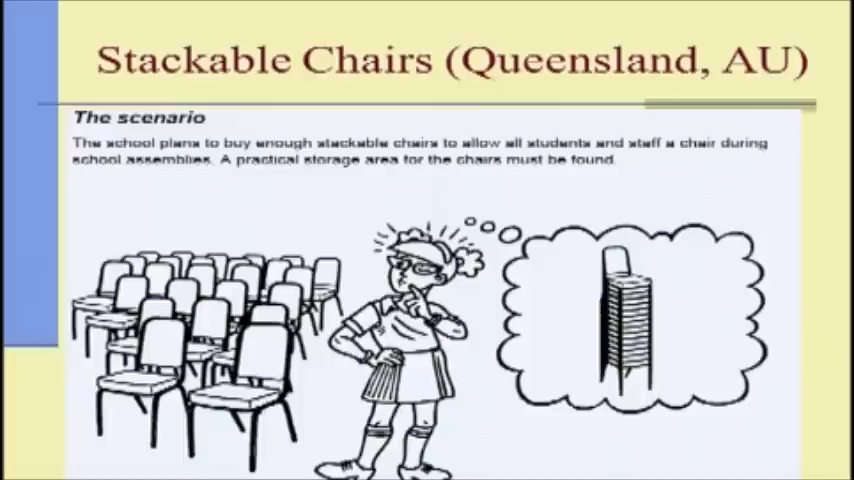 Stackable Chairs (Queensland, AU)
The scenario
The school plans to buy enough stackable chairs to allow all students and staff a chair during
school assemblies. A practical storage area for the chairs must be found.